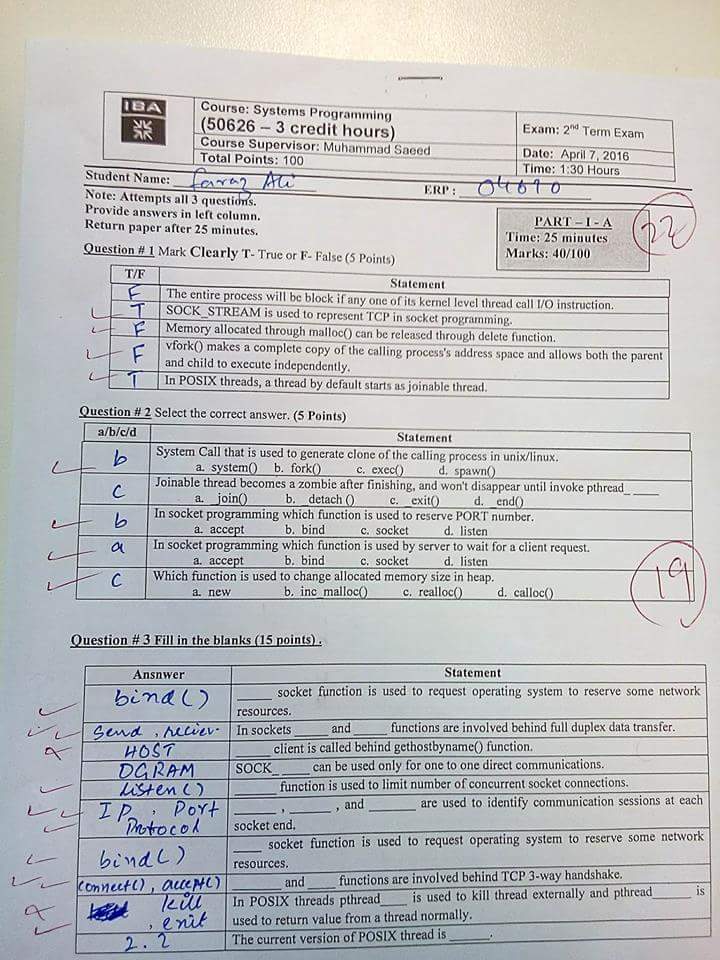 IBA
Course: Systems Programming
(50626 – 3 credit hours)
Course Supervisor: Muhammad Saeed
Total Points: 100
Exam: 2nd Term Exam
Date: April 7, 2016
Time: 1:30 Hours
Student Name: Faraz Ali ERP: 04690
Note: Attempts all 3 questions.
Provide answers in left column.
Return paper after 25 minutes.
PART – I - A
Time: 25 minutes
Marks: 40/100
22
Question # 1 Mark Clearly T- True or F- False (5 Points)
T/F Statement
F The entire process will be block if any one of its kernel level thread call I/O instruction.
T SOCK_STREAM is used to represent TCP in socket programming.
F Memory allocated through malloc() can be released through delete function.
F vfork() makes a complete copy of the calling process's address space and allows both the parent
and child to execute independently.
T In POSIX threads, a thread by default starts as joinable thread.
Question # 2 Select the correct answer. (5 Points)
a/b/c/d Statement
b System Call that is used to generate clone of the calling process in unix/linux.
a. system() b. fork() c. exec() d. spawn()
c Joinable thread becomes a zombie after finishing, and won't disappear until invoke pthread_ ____
a. _join() b. _detach () c. _exit() d. _end()
b In socket programming which function is used to reserve PORT number.
a. accept b. bind c. socket d. listen
a In socket programming which function is used by server to wait for a client request.
a. accept b. bind c. socket d. listen
c Which function is used to change allocated memory size in heap.
a. new b. inc_malloc() c. realloc() d. calloc()
19
Question # 3 Fill in the blanks (15 points) .
Ansnwer Statement
bind() _____ socket function is used to request operating system to reserve some network
resources.
Send, reciev. In sockets _____ and _____ functions are involved behind full duplex data transfer.
HOST _____ client is called behind gethostbyname() function.
DGRAM SOCK_ _____ can be used only for one to one direct communications.
Listen() _____ function is used to limit number of concurrent socket connections.
IP, Port _____ , _____ , and _____ are used to identify communication sessions at each
Protocol socket end.
bind() _____ socket function is used to request operating system to reserve some network
resources.
connect(), accept() _____ and _____ functions are involved behind TCP 3-way handshake.
kill In POSIX threads pthread_____ is used to kill thread externally and pthread_____ is
, exit used to return value from a thread normally.
2.2 The current version of POSIX thread is _____.